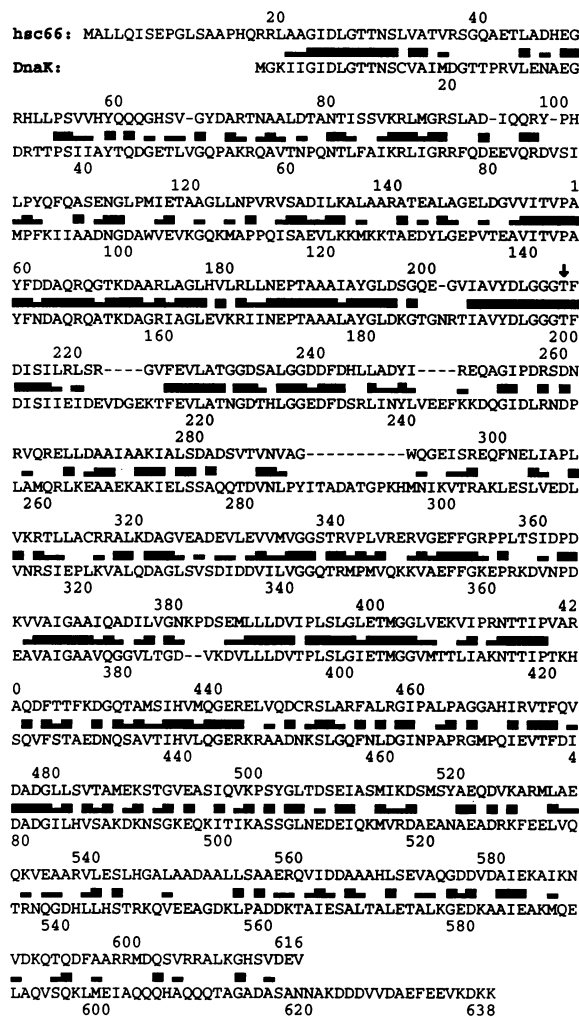 20 40
hsc66: MALLQISEPGLSAAPHQRRLAAGIDLGTTNSLVATVRSGQAETLADHEG
DnaK: MGKIIGIDLGTTNSCVAIMDGTTPRVLENAEG
20
60 80 100
RHLLPSVVHYQQQGHSV-GYDARTNAALDTANTISSVKRLMGRSLAD-IQQRY-PH
DRTTPSIIAYTQDGETLVGQPAKRQAVTNPQNTLFAIKRLIGRRFQDEEVQRDVSI
40 60 80
120 140 1
LPYQFQASENGLPMIETAAGLLNPVRVSADILKALAARATEALAGELDGVVITVPA
MPFKIIAADNGDAWVEVKGQKMAPPQISAEVLKKMKKTAEDYLGEPVTEAVITVPA
100 120 140
60 180 200 ↓
YFDDAQRQGTKDAARLAGLHVLRLLNEPTAAAIAYGLDSGQE-GVIAVYDLGGGTF
YFNDAQRQATKDAGRIAGLEVKRIINEPTAAALAYGLDKGTGNRTIAVYDLGGGTF
160 180 200
220 240 260
DISILRLSR----GVFEVLATGGDSALGGDDFDHLLADYI----REQAGIPDRSDN
DISIIEIDEVDGEKTFEVLATNGDTHLGGEDFDSRLINYLVEEFKKDQGIDLRNDP
220 240
280 300
RVQRELLDAAIAAKIALSDADSVTVNVAG-----------WQGEISREQFNELIAPL
LAMQRLKEAAEKAKIELSSAQQTDVNLPYITADATGPKHMNIKVTRAKLESLVEDL
260 280 300
320 340 360
VKRTLLACRRALKDAGVEADEVLEVVMVGGSTRVPLVRERVGEFFGRPPLTSIDPD
VNRSIEPLKVALQDAGLSVSDIDDVILVGGQTRMPMVQKKVAEFFGKEPRKDVNPD
320 340 360
380 400 42
KVVAIGAAIQADILVGNKPDSEMLLLDVIPLSLGLETMGGLVEKVIPRNTTIPVAR
EAVAIGAAVQGGVLTGD--VKDVLLLDVTPLSLGIETMGGVMTTLIAKNTTIPTKH
380 400 420
0 440 460
AQDFTTFKDGQTAMSIHVMQGERELVQDCRSLARFALRGIPALPAGGAHIRVTFQV
SQVFSTAEDNQSAVTIHVLQGERKRAADNKSLGQFNLDGINPAPRGMPQIEVTFDI
440 460 4
480 500 520
DADGLLSVTAMEKSTGVEASIQVKPSYGLTDSEIASMIKDSMSYAEQDVKARMLAE
DADGILHVSAKDKNSGKEQKITIKASSGLNEDEIQKMVRDAEANAEADRKFEELVQ
80 500 520
540 560 580
QKVEAARVLESLHGALAADAALLSAAERQVIDDAAAHLSEVAQGDDVDAIEKAIKN
TRNQGDHLLHSTRKQVEEAGDKLPADDKTAIESALTALETALKGEDKAAIEAKMQE
540 560 580
600 616
VDKQTQDFAARRMDQSVRRALKGHSVDEV
LAQVSQKLMEIAQQQHAQQQTAGADASANNAKDDDVVDAEFEEVKDKK
600 620 638